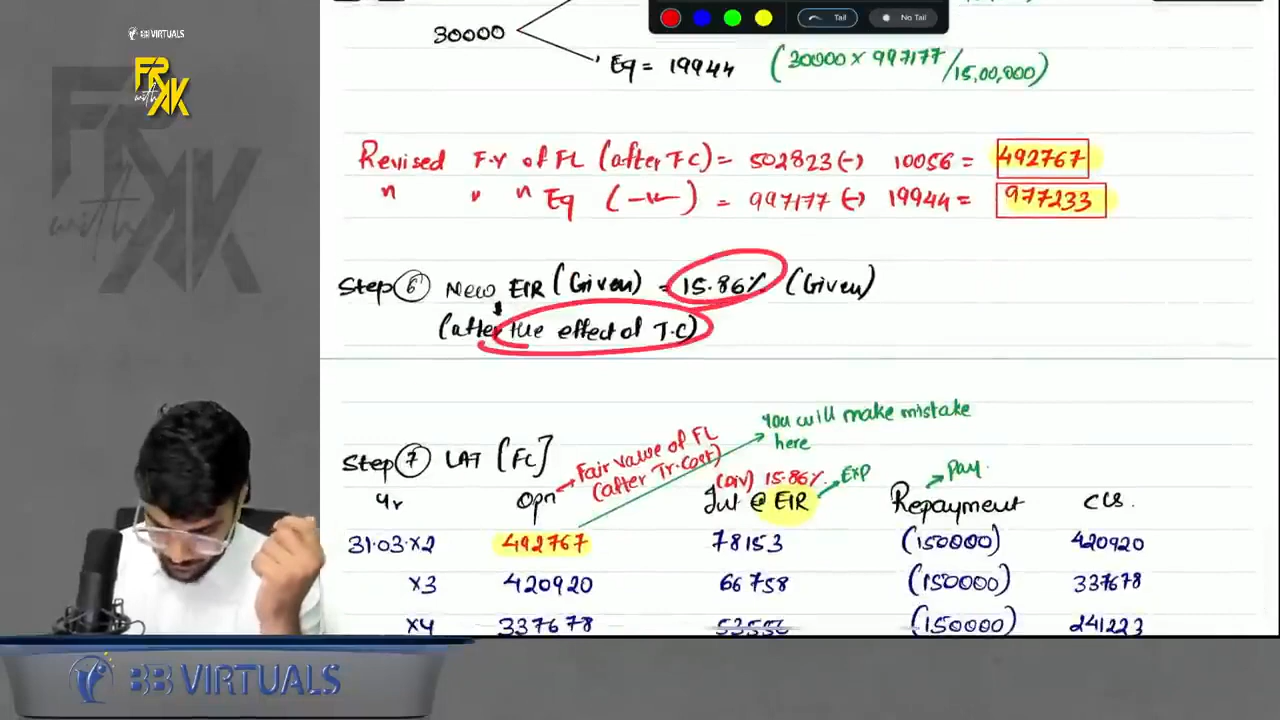 BB VIRTUALS
FR
with AK
Tail
No Tail
30000
Eq = 19944 (30000 x 997177/15,00,000)
Revised F.V of FL (after T C) = 502823 (-) 10056 = 492767
" " " Eq ( -"- ) = 997177 (-) 19944 = 977233
Step 6 New EIR (Given) = 15.86% (Given)
(after the effect of T.C)
You will make mistake
here
Fair value of FL
(after Tr.cost)
Step 7 LAT [FC]
(Div) 15.86%
Exp
Pay.
Yr Opn Int @ EIR Repayment CLS.
31.03.x2 492767 78153 (150000) 420920
x3 420920 66758 (150000) 337678
x4 337678 53556 (150000) 241223
BB VIRTUALS